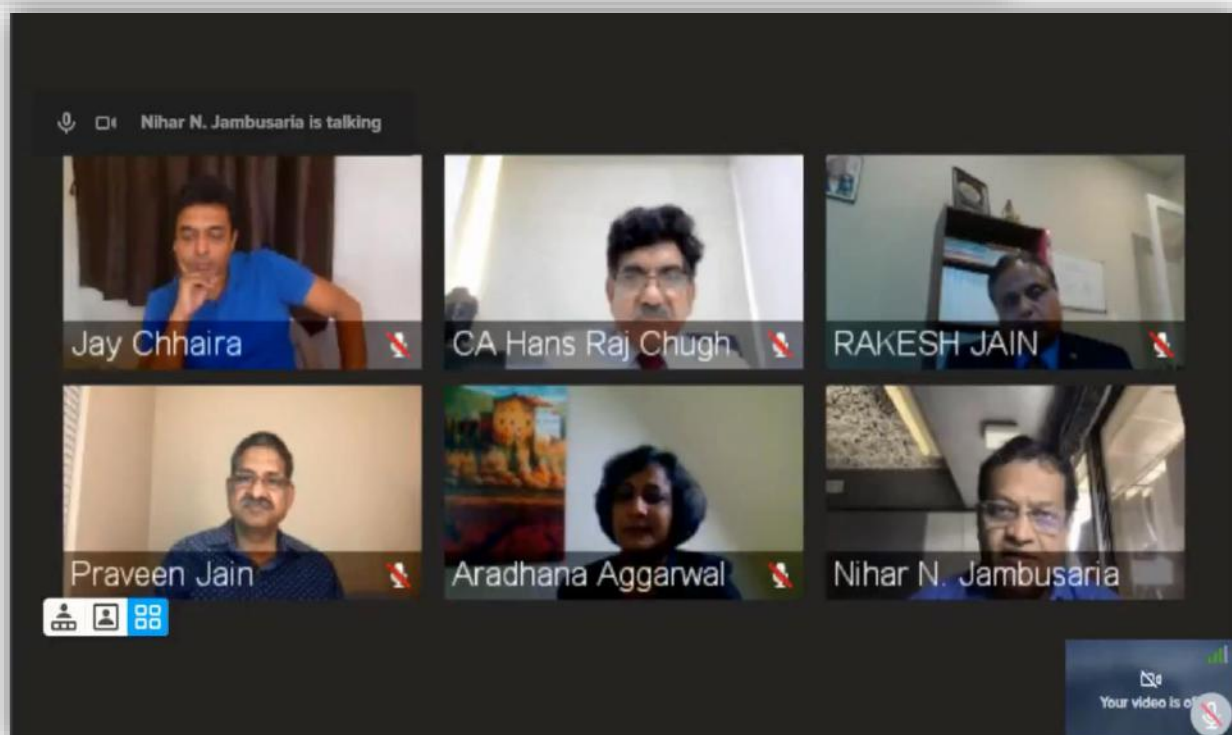 Nihar N. Jambusaria is talking
Jay Chhaira
CA Hans Raj Chugh
RAKESH JAIN
Praveen Jain
Aradhana Aggarwal
Nihar N. Jambusaria
Your video is